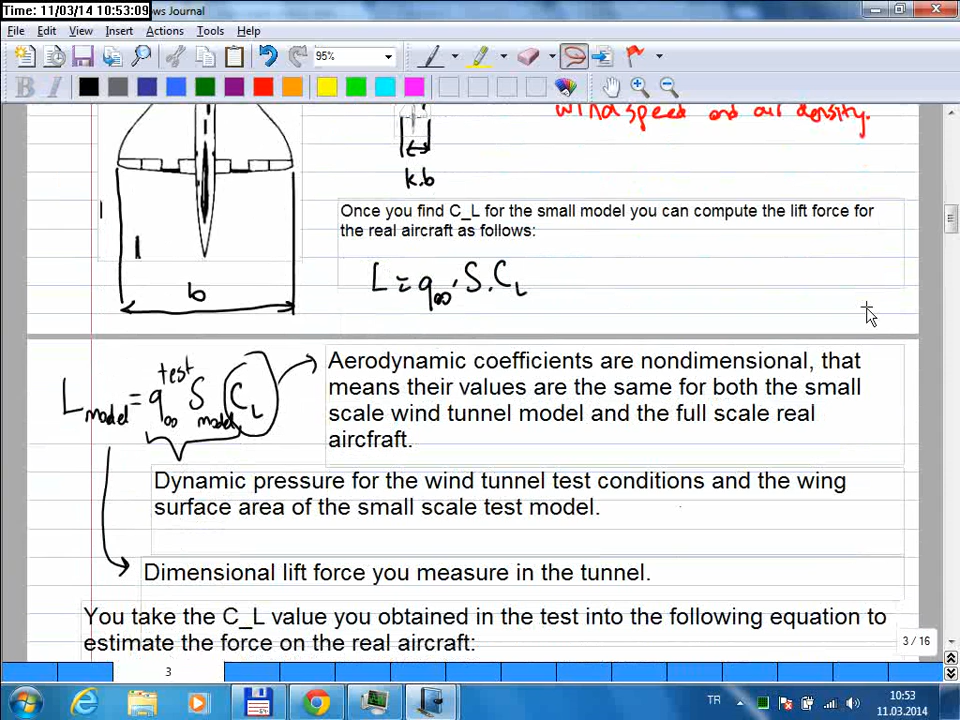 Time: 11/03/14 10:53:09
ws Journal
File Edit View Insert Actions Tools Help
95%
B I
windspeed and air density.
k.b
Once you find C_L for the small model you can compute the lift force for
the real aircraft as follows:
b
L = q∞ . S . C_L
L model = q∞ test S model C_L
Aerodynamic coefficients are nondimensional, that
means their values are the same for both the small
scale wind tunnel model and the full scale real
aircfraft.
Dynamic pressure for the wind tunnel test conditions and the wing
surface area of the small scale test model.
Dimensional lift force you measure in the tunnel.
You take the C_L value you obtained in the test into the following equation to
estimate the force on the real aircraft:
3 / 16
3
TR
10:53
11.03.2014